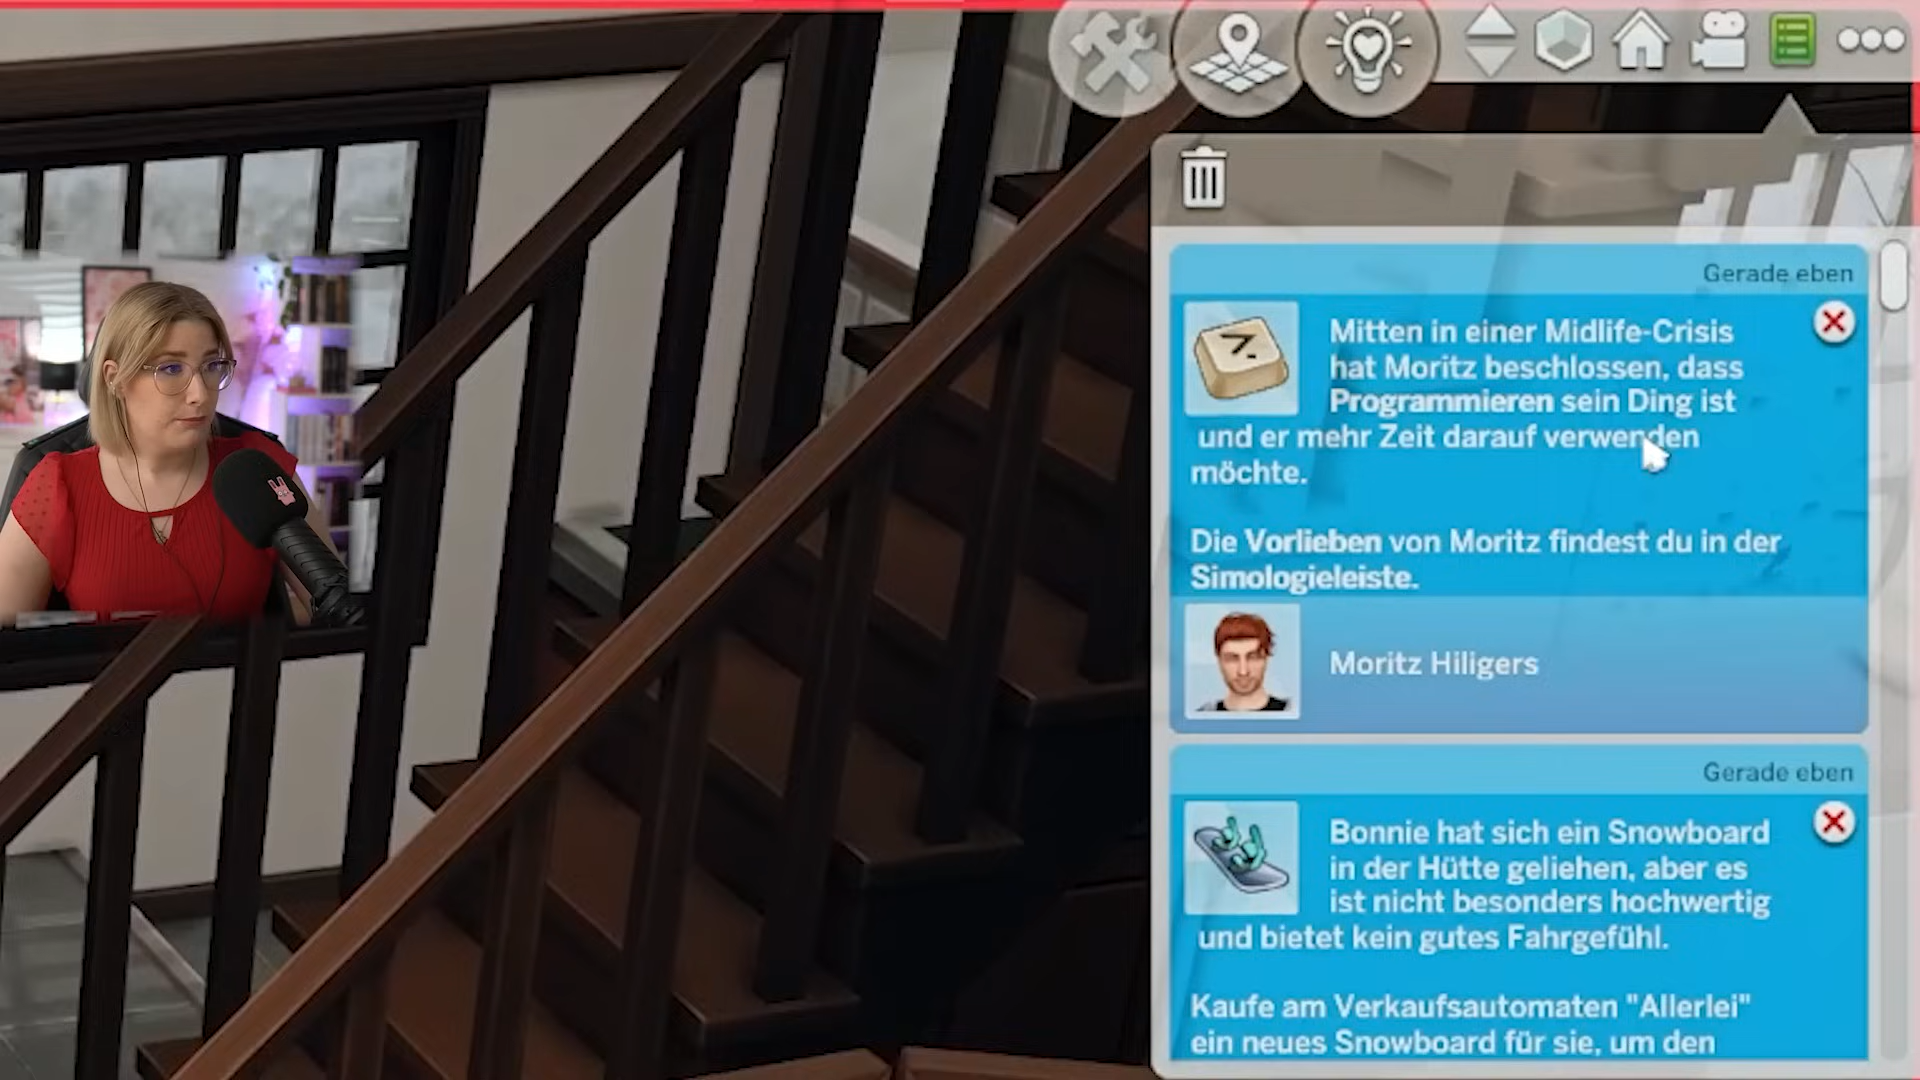 Gerade eben
Mitten in einer Midlife-Crisis
hat Moritz beschlossen, dass
Programmieren sein Ding ist
und er mehr Zeit darauf verwenden
möchte.
Die Vorlieben von Moritz findest du in der
Simologieleiste.
Moritz Hiligers
Gerade eben
Bonnie hat sich ein Snowboard
in der Hütte geliehen, aber es
ist nicht besonders hochwertig
und bietet kein gutes Fahrgefühl.
Kaufe am Verkaufsautomaten "Allerlei"
ein neues Snowboard für sie, um den